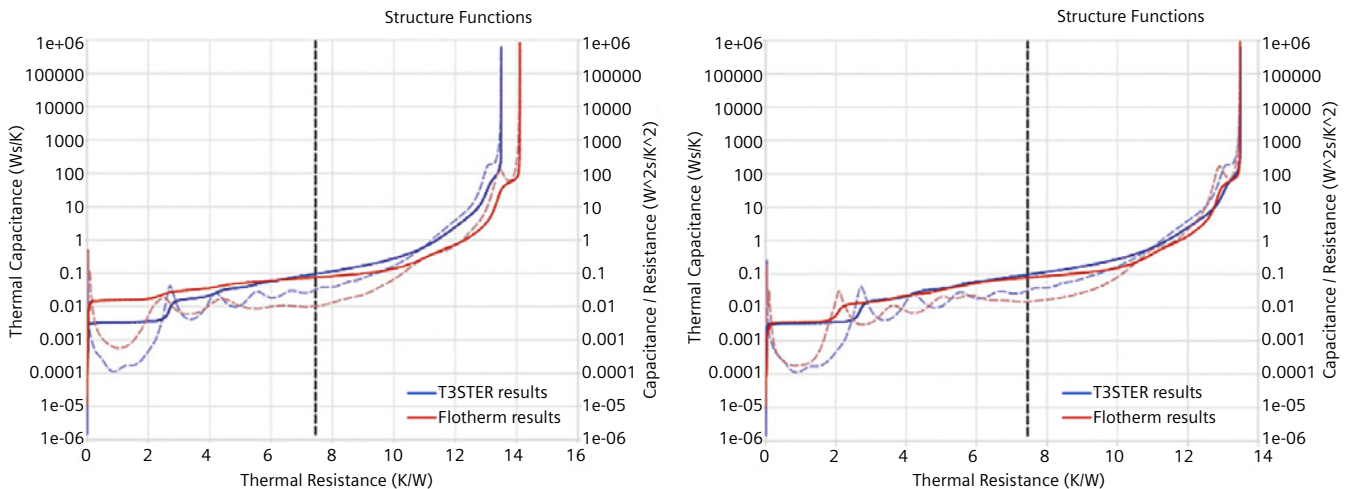 Structure Functions
Thermal Capacitance (Ws/K)
1e+06
100000
10000
1000
100
10
1
0.1
0.01
0.001
0.0001
1e-05
1e-06
1e+06
100000
10000
1000
100
10
1
0.1
0.01
0.001
0.0001
1e-05
1e-06
Capacitance / Resistance (W^2s/K^2)
T3STER results
Flotherm results
0 2 4 6 8 10 12 14 16
Thermal Resistance (K/W)
Structure Functions
Thermal Capacitance (Ws/K)
1e+06
100000
10000
1000
100
10
1
0.1
0.01
0.001
0.0001
1e-05
1e-06
1e+06
100000
10000
1000
100
10
1
0.1
0.01
0.001
0.0001
1e-05
1e-06
Capacitance / Resistance (W^2s/K^2)
T3STER results
Flotherm results
0 2 4 6 8 10 12 14
Thermal Resistance (K/W)